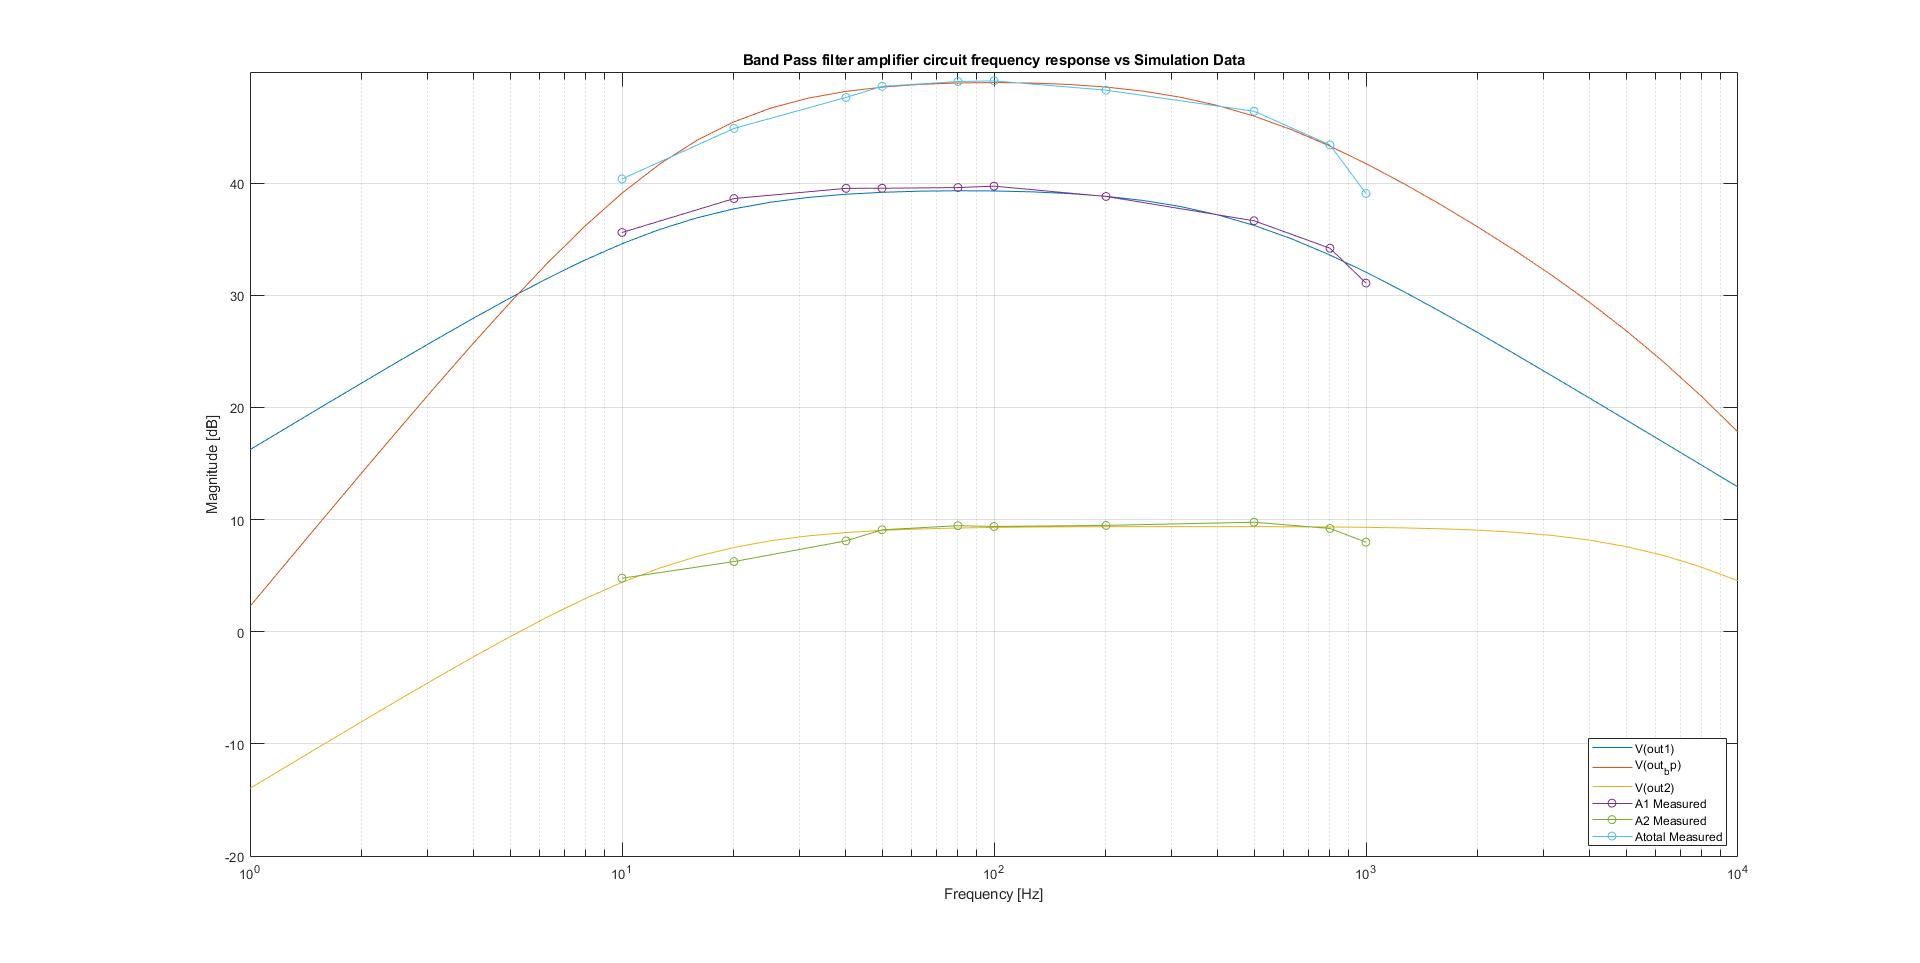 Band Pass filter amplifier circuit frequency response vs Simulation Data
Magnitude [dB]
40
30
20
10
0
-10
-20
10^0
10^1
10^2
10^3
10^4
Frequency [Hz]
V(out1)
V(out_bp)
V(out2)
A1 Measured
A2 Measured
Atotal Measured